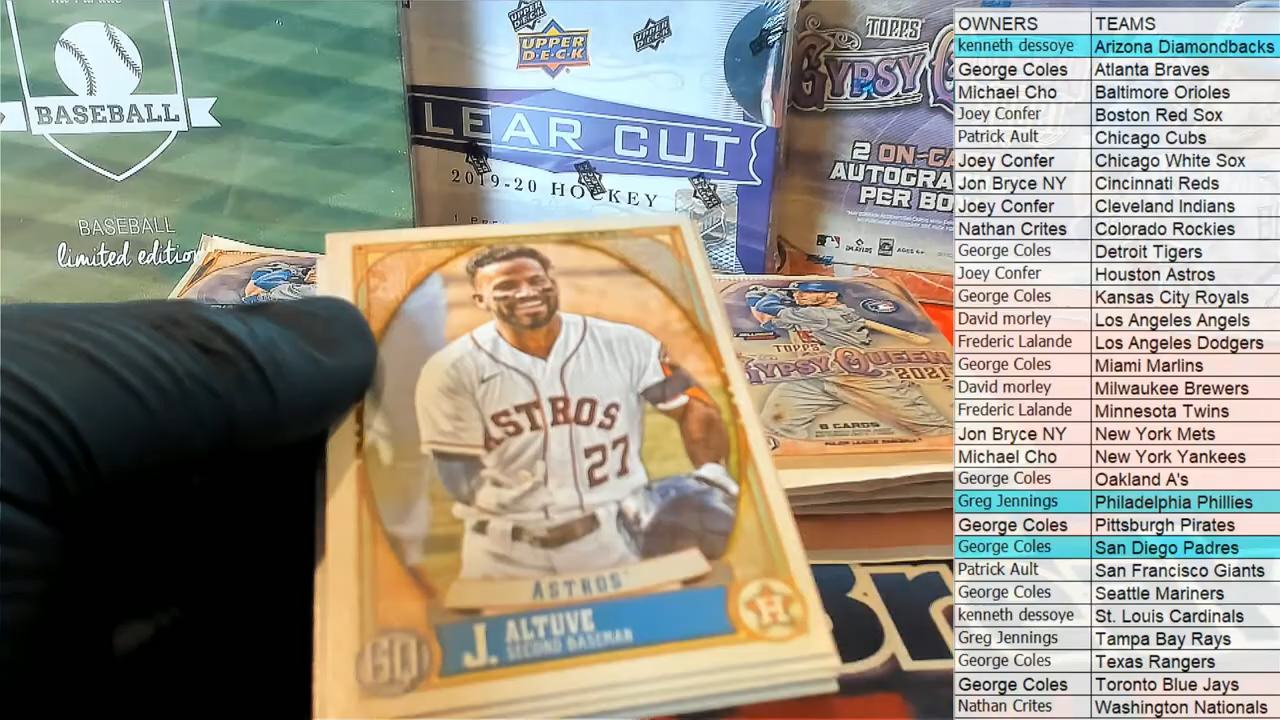 BASEBALL
BASEBALL
limited edition
UPPER
D·E·C·K
LEAR CUT
2019-20 HOCKEY
TOPPS
GYPSY
2 ON-CA
AUTOGRA
PER BO
ASTROS
27
ASTROS
J. ALTUVE
SECOND BASEMAN
GQ
H
TOPPS
GYPSY QUEEN
2021
8 CARDS
MAJOR LEAGUE BASEBALL
Br
OWNERS TEAMS
kenneth dessoye Arizona Diamondbacks
George Coles Atlanta Braves
Michael Cho Baltimore Orioles
Joey Confer Boston Red Sox
Patrick Ault Chicago Cubs
Joey Confer Chicago White Sox
Jon Bryce NY Cincinnati Reds
Joey Confer Cleveland Indians
Nathan Crites Colorado Rockies
George Coles Detroit Tigers
Joey Confer Houston Astros
George Coles Kansas City Royals
David morley Los Angeles Angels
Frederic Lalande Los Angeles Dodgers
George Coles Miami Marlins
David morley Milwaukee Brewers
Frederic Lalande Minnesota Twins
Jon Bryce NY New York Mets
Michael Cho New York Yankees
George Coles Oakland A's
Greg Jennings Philadelphia Phillies
George Coles Pittsburgh Pirates
George Coles San Diego Padres
Patrick Ault San Francisco Giants
George Coles Seattle Mariners
kenneth dessoye St. Louis Cardinals
Greg Jennings Tampa Bay Rays
George Coles Texas Rangers
George Coles Toronto Blue Jays
Nathan Crites Washington Nationals